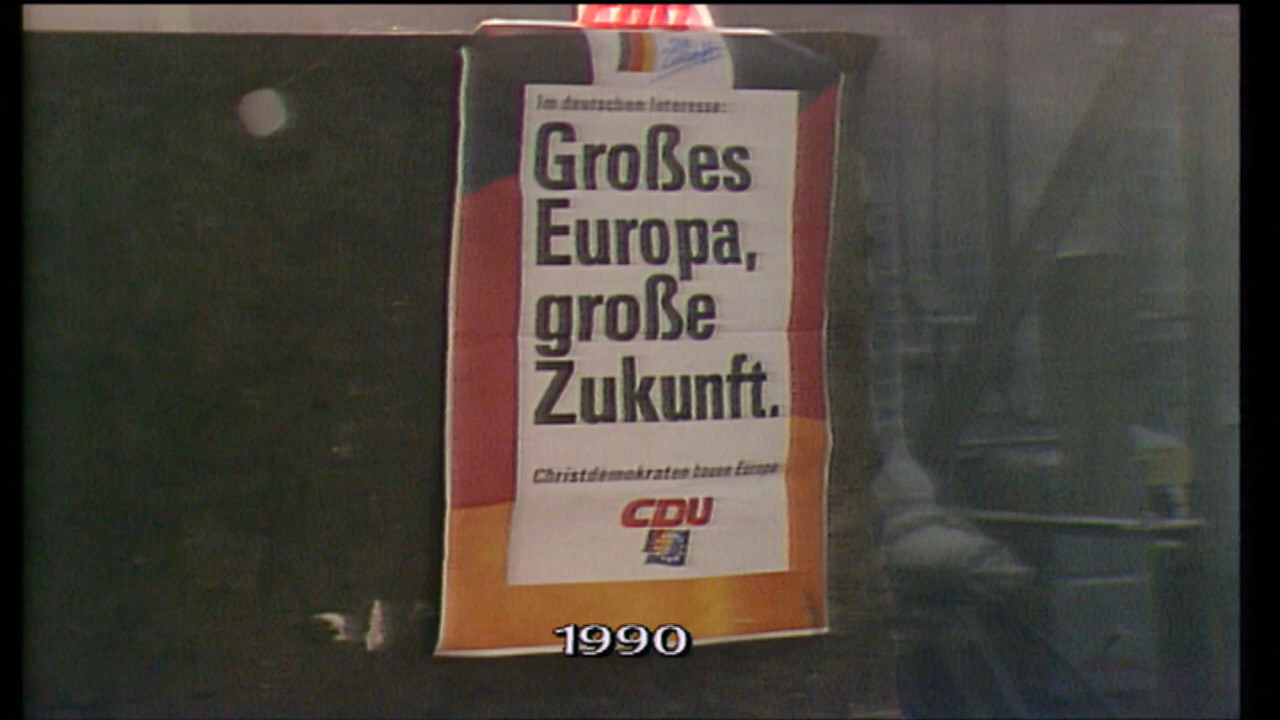 Im deutschen Interesse:
Großes
Europa,
große
Zukunft.
Christdemokraten bauen Europa
CDU
1990